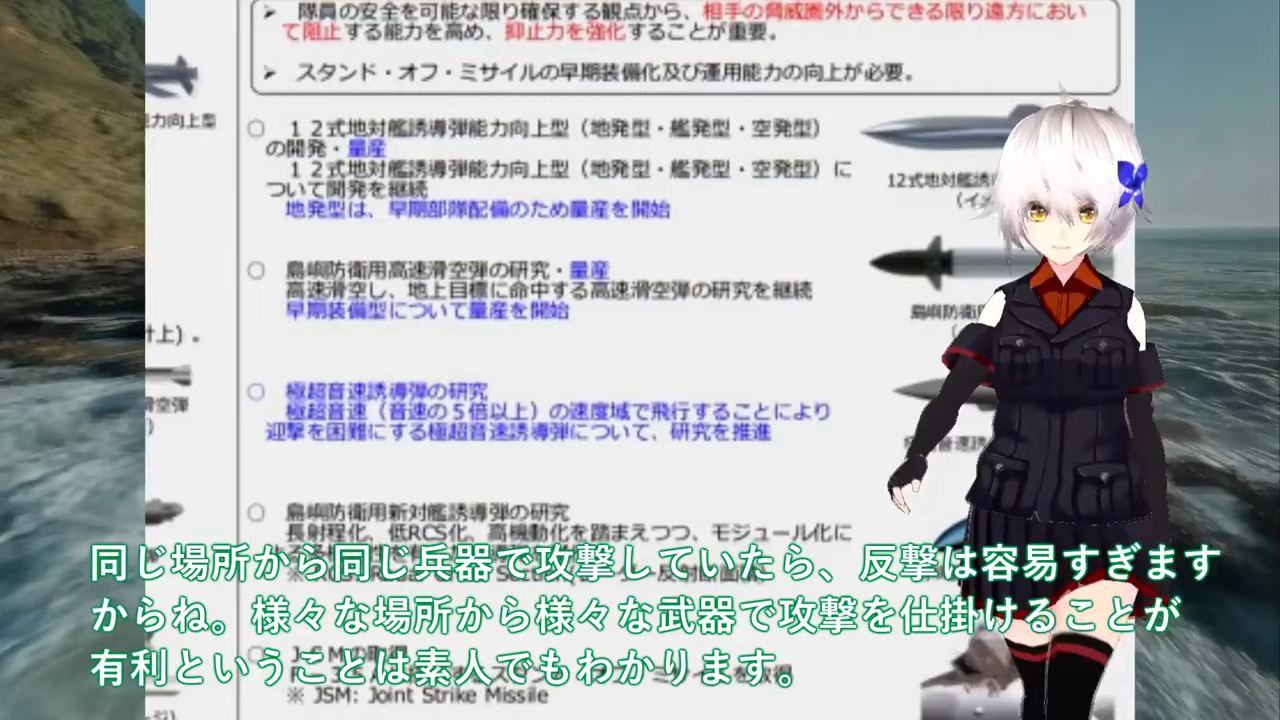 ➢ 隊員の安全を可能な限り確保する観点から、相手の脅威圏外からできる限り遠方におい
て阻止する能力を高め、抑止力を強化することが重要。
➢ スタンド・オフ・ミサイルの早期装備化及び運用能力の向上が必要。
能力向上型
○ １２式地対艦誘導弾能力向上型（地発型・艦発型・空発型）
の開発・量産
１２式地対艦誘導弾能力向上型（地発型・艦発型・空発型）に
ついて開発を継続
地発型は、早期部隊配備のため量産を開始
12式地対艦誘
○ 島嶼防衛用高速滑空弾の研究・量産
高速滑空し、地上目標に命中する高速滑空弾の研究を継続
早期装備型について量産を開始
島嶼防衛
計上）。
滑空弾
○ 極超音速誘導弾の研究
極超音速（音速の５倍以上）の速度域で飛行することにより
迎撃を困難にする極超音速誘導弾について、研究を推進
○ 島嶼防衛用新対艦誘導弾の研究
長射程化、低RCS化、高機動化を踏まえつつ、モジュール化に
同じ場所から同じ兵器で攻撃していたら、反撃は容易すぎます
からね。様々な場所から様々な武器で攻撃を仕掛けることが
有利ということは素人でもわかります。
○ ＪＳＭの取得
※ JSM: Joint Strike Missile